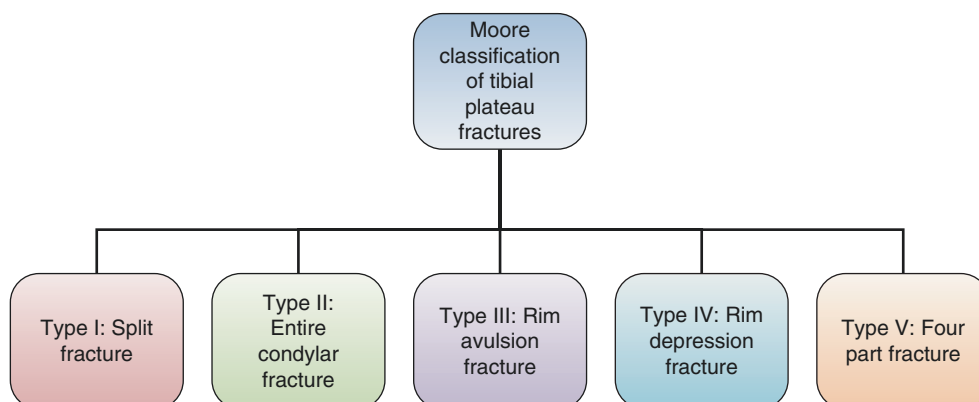 Moore
classification
of tibial
plateau
fractures
Type I: Split
fracture
Type II:
Entire
condylar
fracture
Type III: Rim
avulsion
fracture
Type IV: Rim
depression
fracture
Type V: Four
part fracture